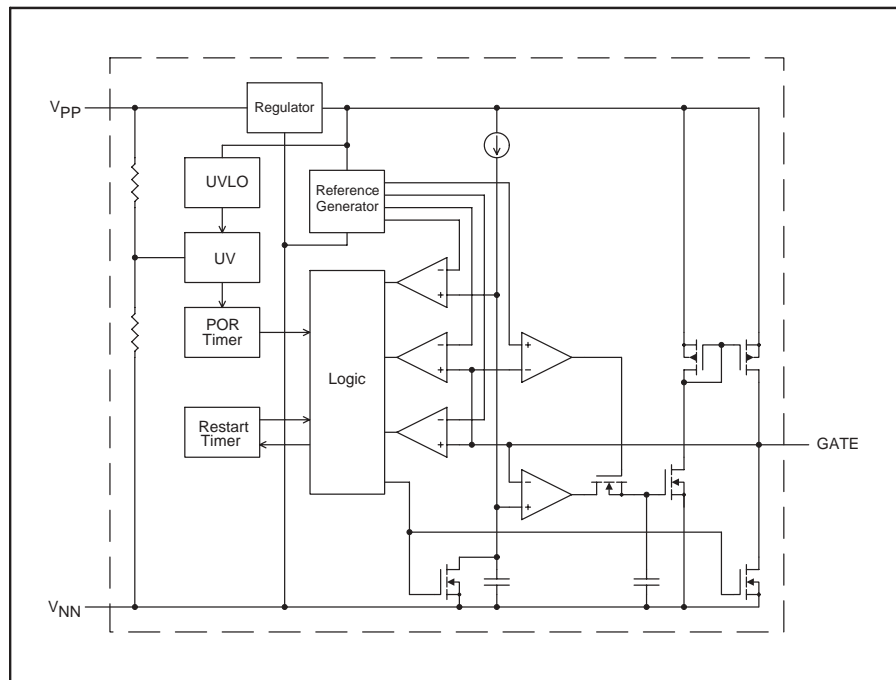 VPP
Regulator
UVLO
Reference
Generator
UV
POR
Timer
Logic
Restart
Timer
GATE
VNN
- + - + - + + - - +